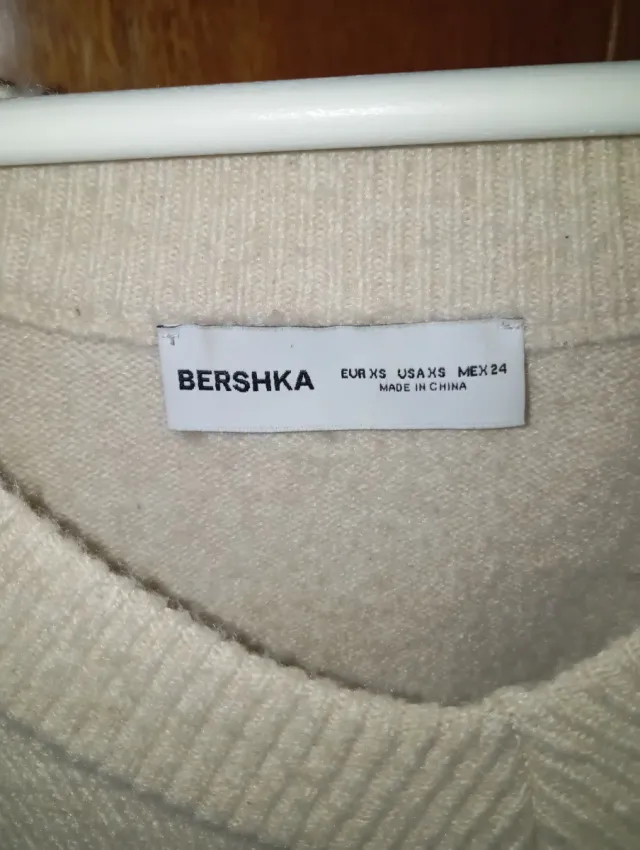 BERSHKA
EUR XS USA XS MEX 24
MADE IN CHINA